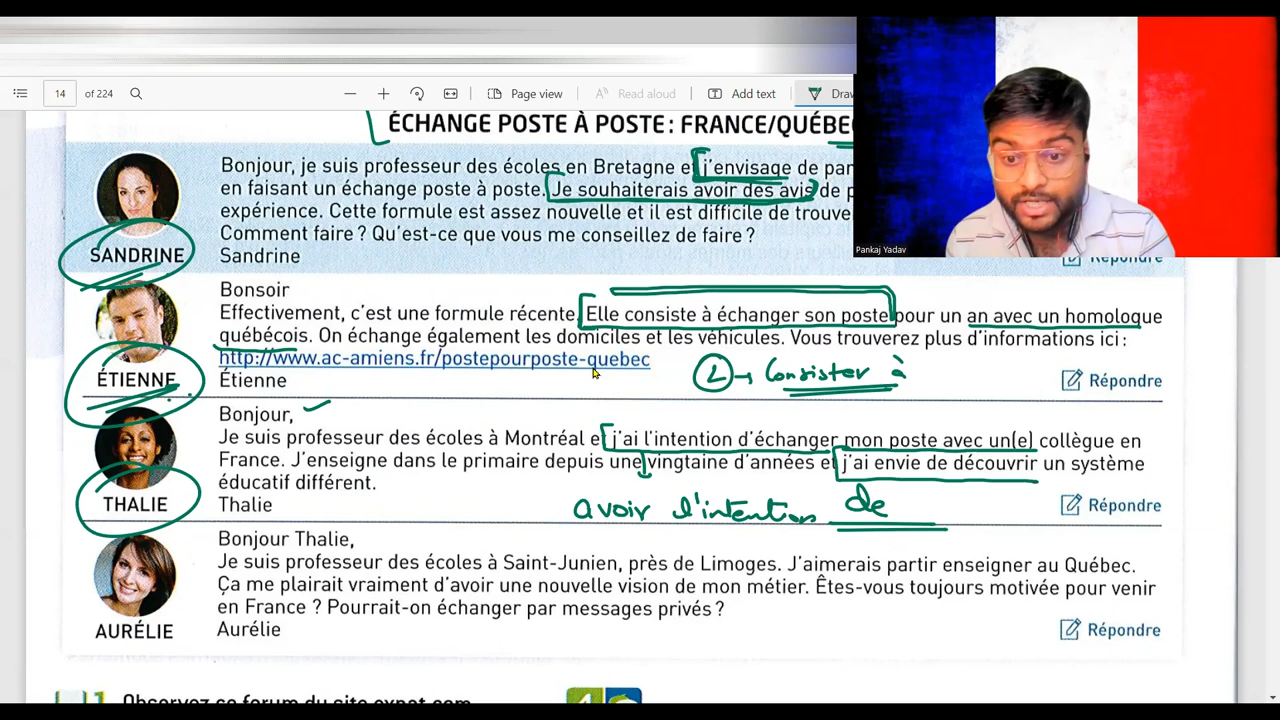 14 of 224 Page view Read aloud Add text Draw
ÉCHANGE POSTE À POSTE : FRANCE/QUÉBEC
Bonjour, je suis professeur des écoles en Bretagne et j'envisage de
en faisant un échange poste à poste. Je souhaiterais avoir des avis de
expérience. Cette formule est assez nouvelle et il est difficile de
Comment faire ? Qu'est-ce que vous me conseillez de faire ?
SANDRINE
Sandrine
Répondre
Pankaj Yadav
Bonsoir
Effectivement, c'est une formule récente. Elle consiste à échanger son poste pour un an avec un homologue
québécois. On échange également les domiciles et les véhicules. Vous trouverez plus d'informations ici :
http://www.ac-amiens.fr/postepourposte-quebec
ÉTIENNE
Étienne
Consister à
Répondre
Bonjour,
Je suis professeur des écoles à Montréal et j'ai l'intention d'échanger mon poste avec un(e) collègue en
France. J'enseigne dans le primaire depuis une vingtaine d'années et j'ai envie de découvrir un système
éducatif différent.
THALIE
Thalie
avoir l'intention de
Répondre
Bonjour Thalie,
Je suis professeur des écoles à Saint-Junien, près de Limoges. J'aimerais partir enseigner au Québec.
Ça me plairait vraiment d'avoir une nouvelle vision de mon métier. Êtes-vous toujours motivée pour venir
en France ? Pourrait-on échanger par messages privés ?
AURÉLIE
Aurélie
Répondre
1 Observez ce forum du site expat.com